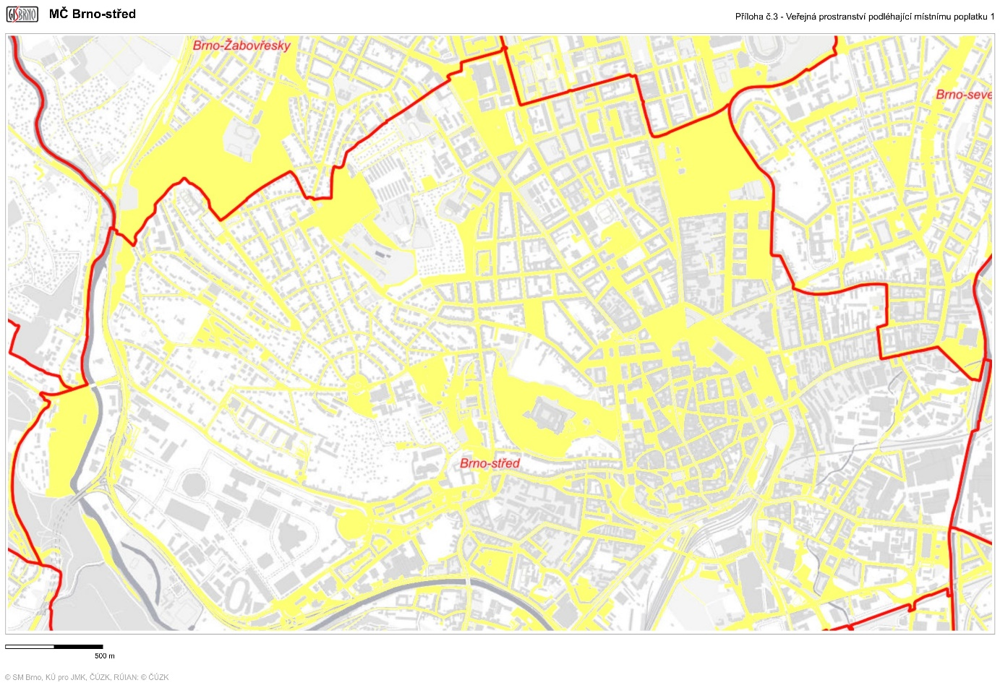 GISBRNO MČ Brno-střed
Příloha č.3 - Veřejná prostranství podléhající místnímu poplatku 1
Brno-Žabovřesky
Brno-seve
Brno-střed
500 m
© SM Brno, KÚ pro JMK, ČÚZK, RÚIAN: © ČÚZK